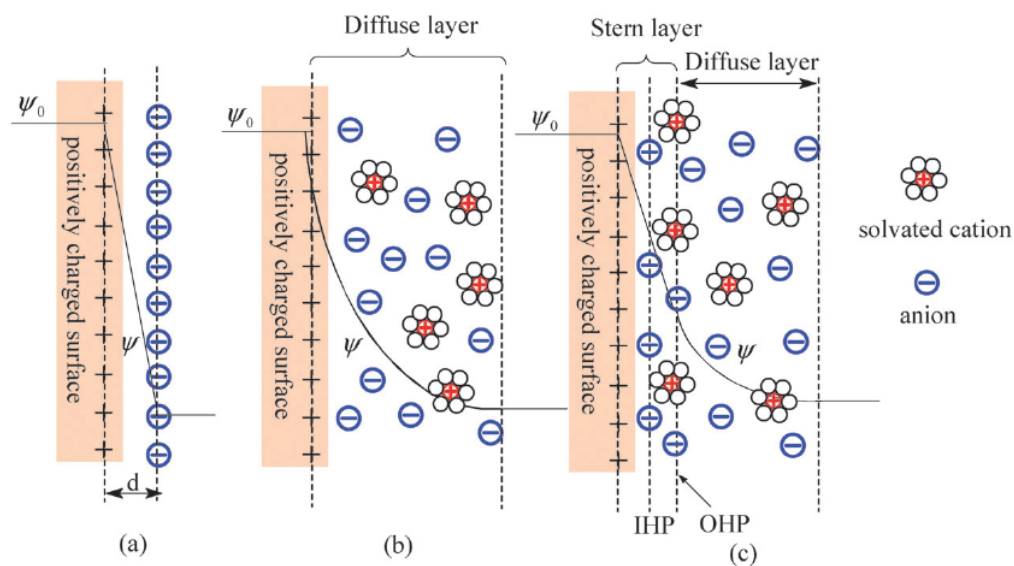 Diffuse layer
Stern layer
Diffuse layer
ψ0
positively charged surface
ψ
d
(a)
ψ0
positively charged surface
ψ
(b)
ψ0
positively charged surface
ψ
IHP
OHP
(c)
solvated cation
anion